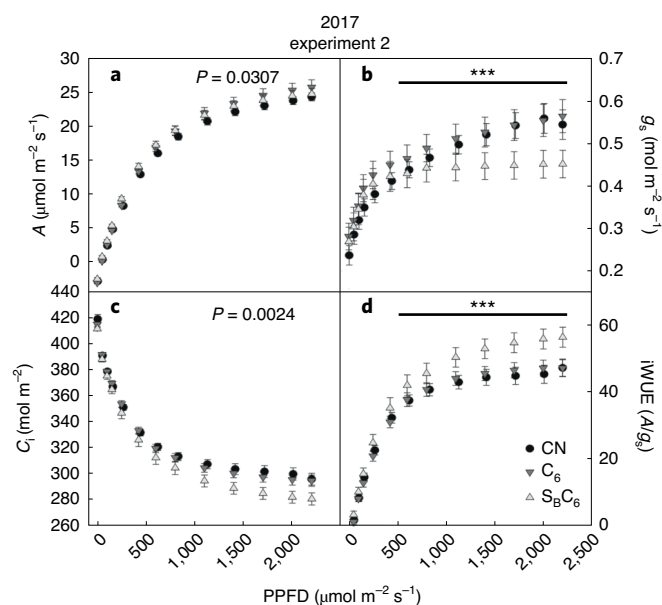 2017
experiment 2
a
P = 0.0307
b
***
30
25
20
15
10
5
0
A (μmol m⁻² s⁻¹)
0.7
0.6
0.5
0.4
0.3
0.2
gₛ (mol m⁻² s⁻¹)
c
P = 0.0024
d
***
440
420
400
380
360
340
320
300
280
260
Cᵢ (mol m⁻²)
60
40
20
0
iWUE (A/gₛ)
CN
C₆
S_BC₆
0 500 1,000 1,500 2,000 0 500 1,000 1,500 2,000 2,500
PPFD (μmol m⁻² s⁻¹)